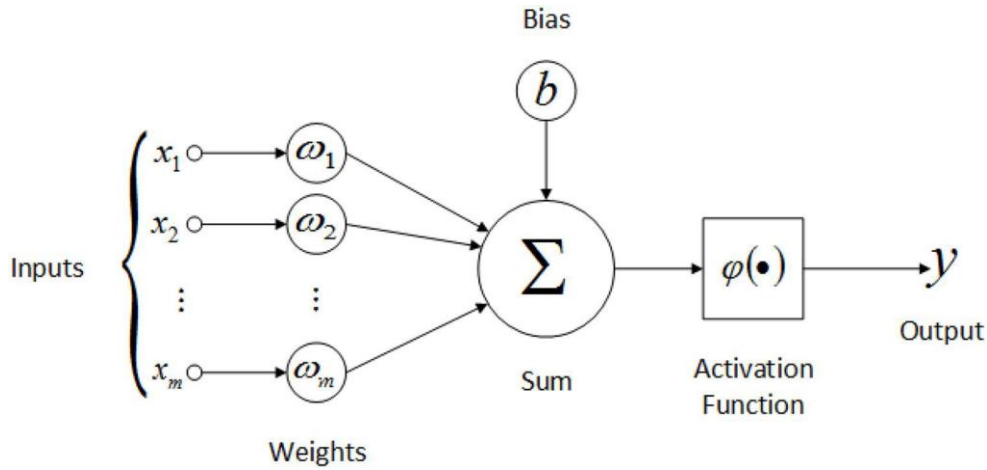 Bias
b
x₁ ω₁
x₂ ω₂
Inputs
⋮ ⋮
Σ
φ(•)
y
xₘ ωₘ
Output
Sum
Activation
Function
Weights